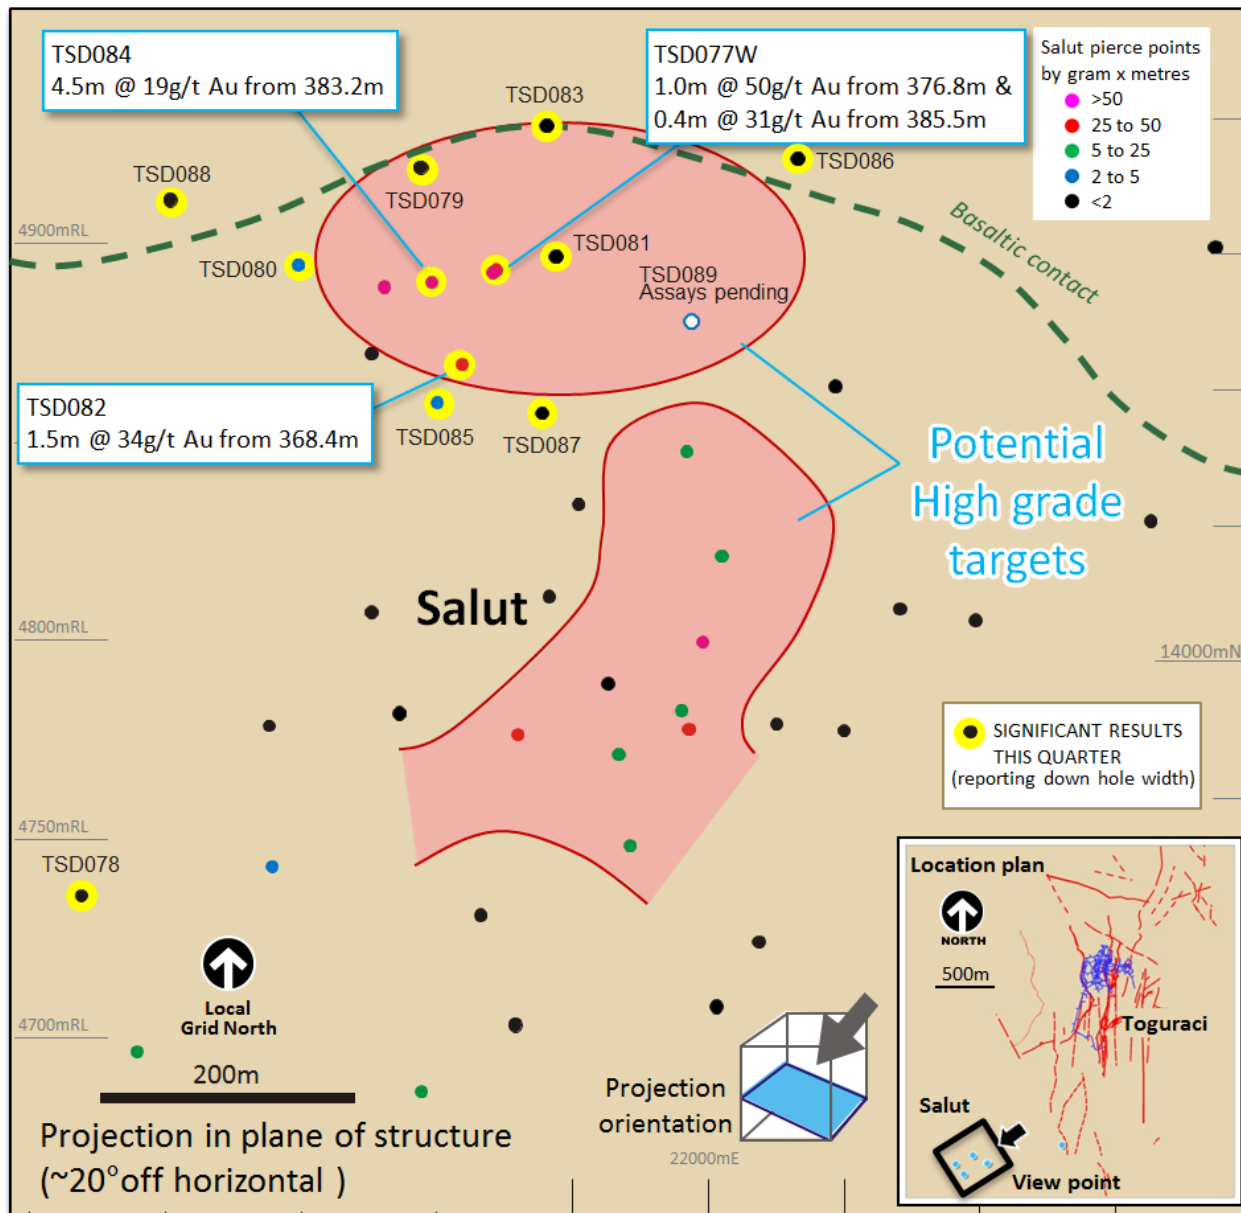 TSD084
4.5m @ 19g/t Au from 383.2m
TSD077W
1.0m @ 50g/t Au from 376.8m &
0.4m @ 31g/t Au from 385.5m
Salut pierce points
by gram x metres
>50
25 to 50
5 to 25
2 to 5
<2
TSD083
TSD086
TSD088
TSD079
4900mRL
TSD080
TSD081
TSD089
Assays pending
Basaltic contact
TSD082
1.5m @ 34g/t Au from 368.4m
TSD085
TSD087
Potential
High grade
targets
Salut
4800mRL
14000mN
SIGNIFICANT RESULTS
THIS QUARTER
(reporting down hole width)
4750mRL
TSD078
Location plan
NORTH
500m
Toguraci
Salut
View point
Local
Grid North
4700mRL
200m
Projection
orientation
22000mE
Projection in plane of structure
(~20°off horizontal )